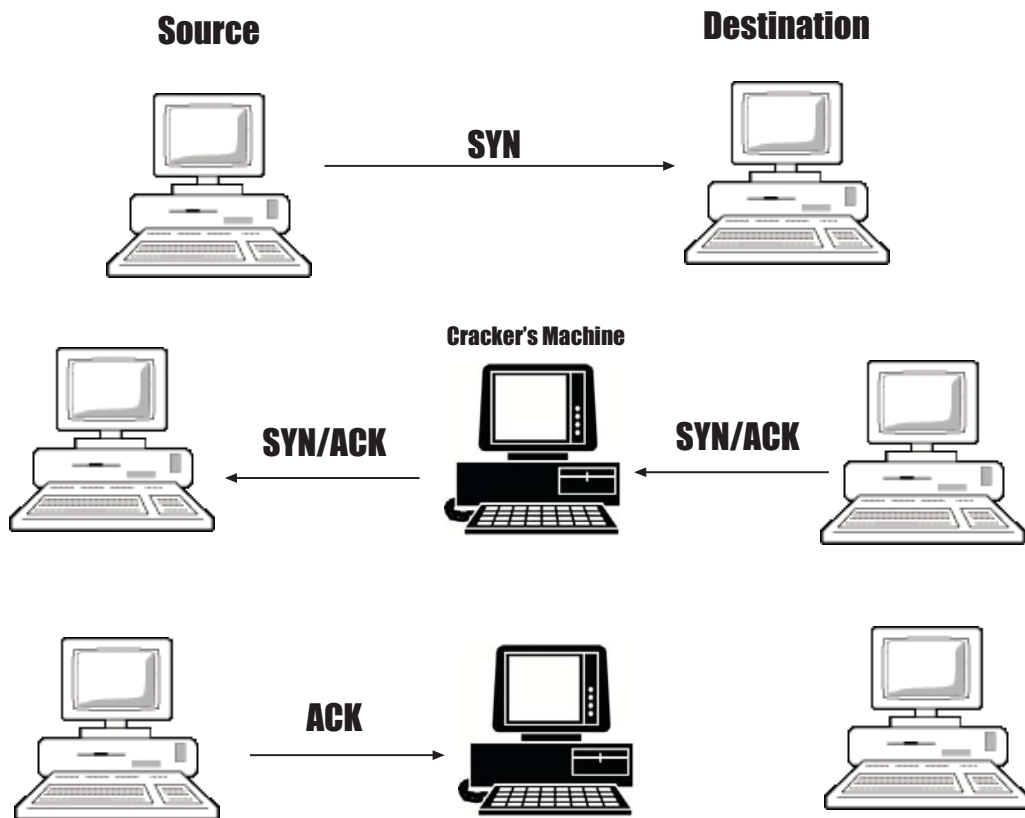 Source
Destination
SYN
Cracker's Machine
SYN/ACK
SYN/ACK
ACK